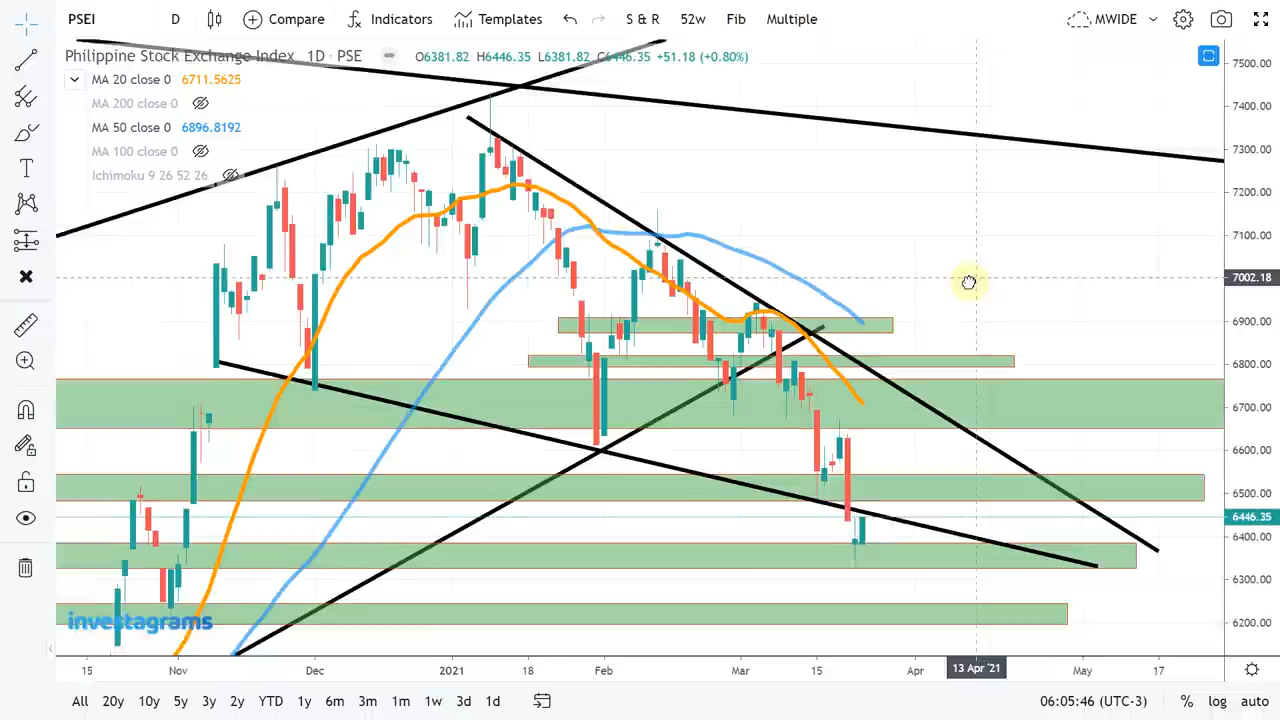 PSEI D Compare Indicators Templates S & R 52w Fib Multiple MWIDE
Philippine Stock Exchange Index 1D · PSE O6381.82 H6446.35 L6381.82 C6446.35 +51.18 (+0.80%)
MA 20 close 0 6711.5625
MA 200 close 0
MA 50 close 0 6896.8192
MA 100 close 0
Ichimoku 9 26 52 26
7500.00
7400.00
7300.00
7200.00
7100.00
7002.18
6900.00
6800.00
6700.00
6600.00
6500.00
6446.35
6400.00
6300.00
6200.00
investagrams
15 Nov Dec 2021 18 Feb Mar 15 Apr 13 Apr '21 May 17
All 20y 10y 5y 3y 2y YTD 1y 6m 3m 1m 1w 3d 1d 06:05:46 (UTC-3) % log auto